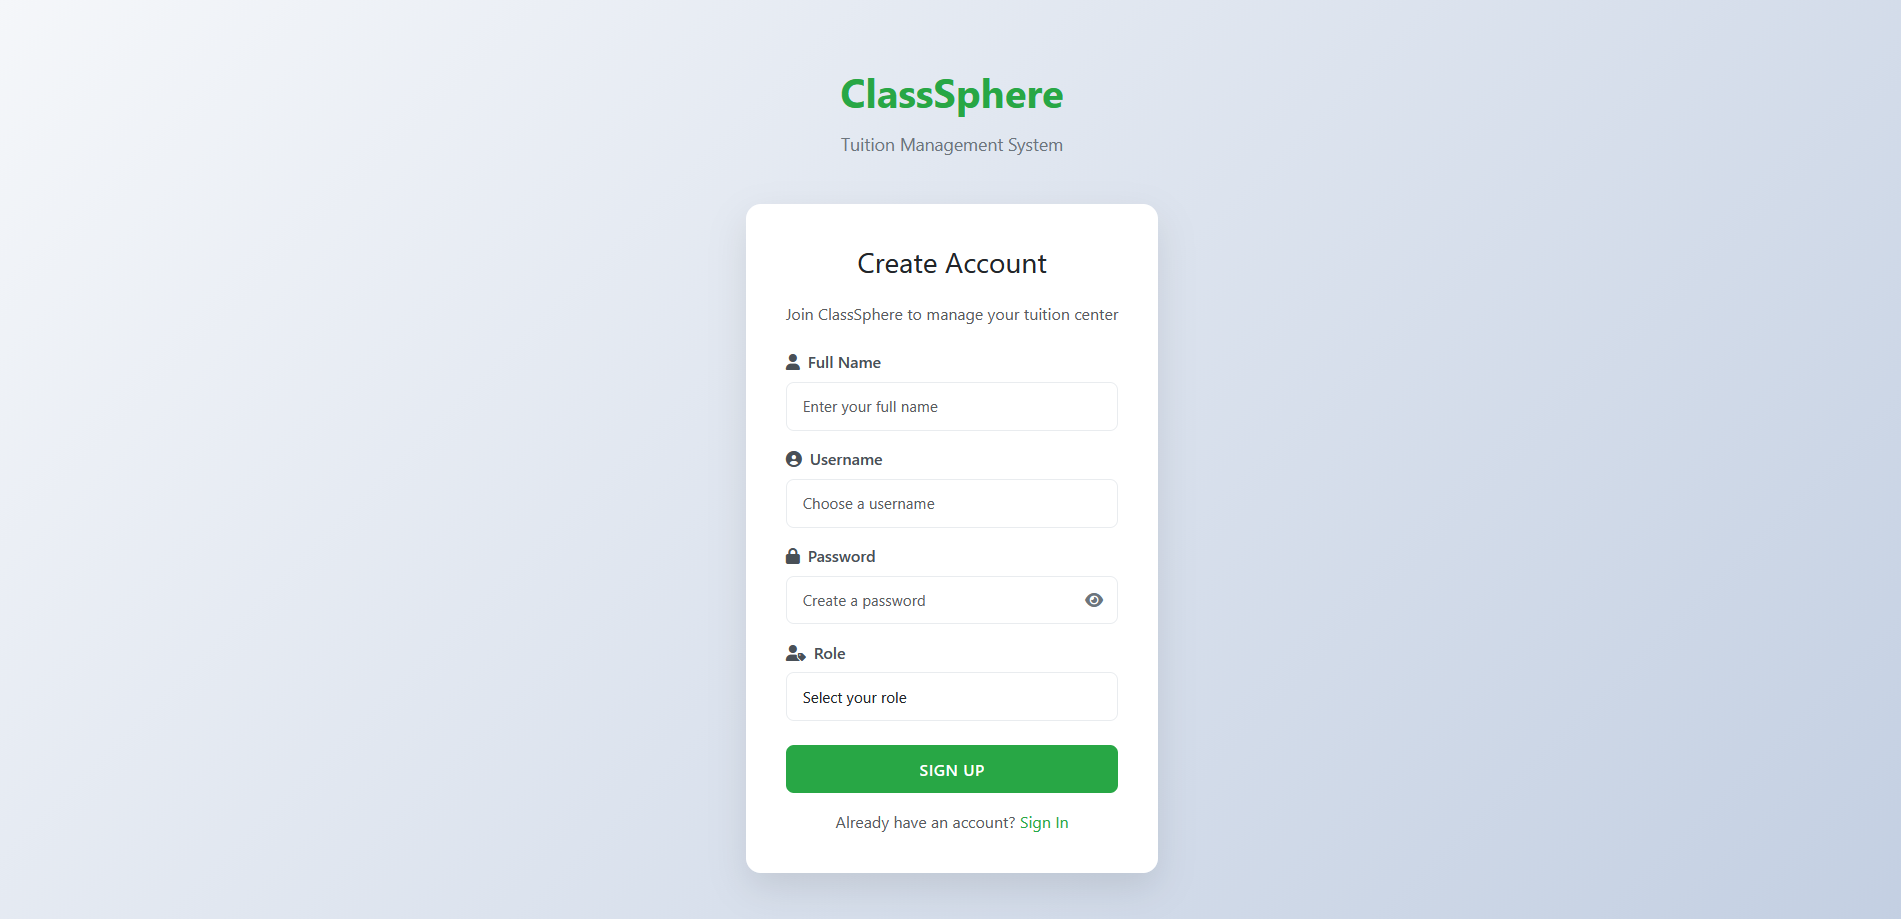 ClassSphere
Tuition Management System
Create Account
Join ClassSphere to manage your tuition center
Full Name
Enter your full name
Username
Choose a username
Password
Create a password
Role
Select your role
SIGN UP
Already have an account? Sign In